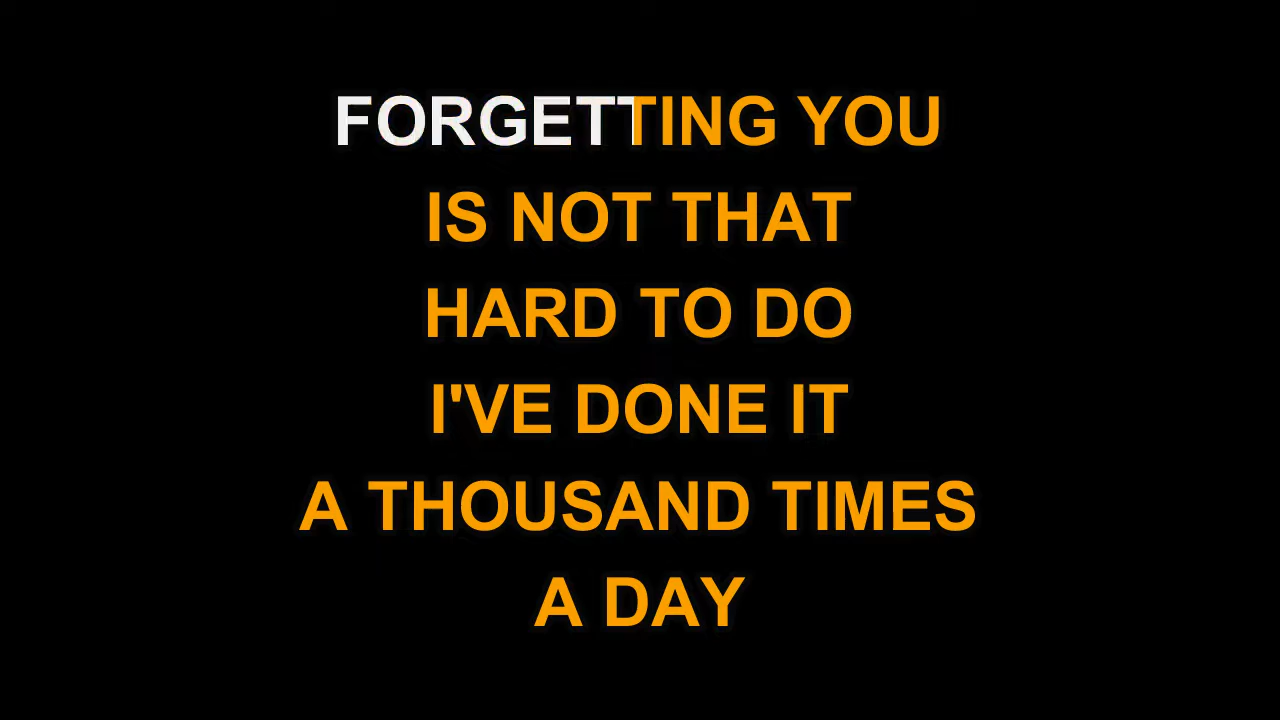 FORGETTING YOU
IS NOT THAT
HARD TO DO
I'VE DONE IT
A THOUSAND TIMES
A DAY